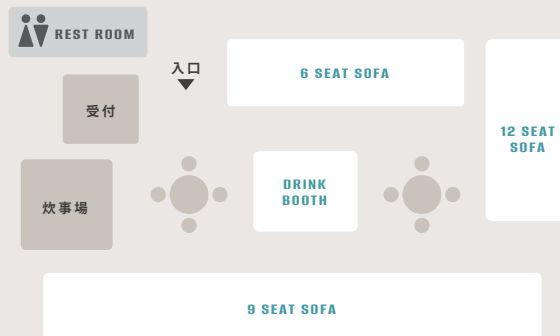 REST ROOM
入口
6 SEAT SOFA
12 SEAT
SOFA
受付
DRINK
BOOTH
炊事場
9 SEAT SOFA